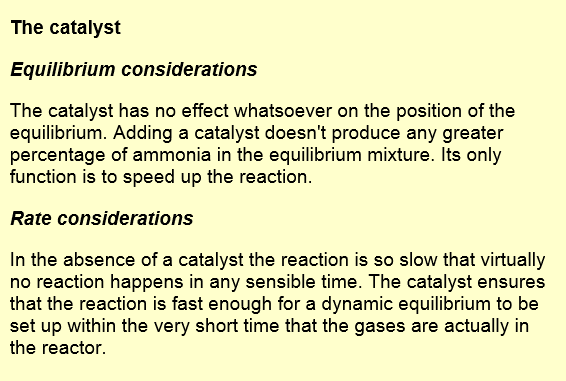 The catalyst
Equilibrium considerations
The catalyst has no effect whatsoever on the position of the
equilibrium. Adding a catalyst doesn't produce any greater
percentage of ammonia in the equilibrium mixture. Its only
function is to speed up the reaction.
Rate considerations
In the absence of a catalyst the reaction is so slow that virtually
no reaction happens in any sensible time. The catalyst ensures
that the reaction is fast enough for a dynamic equilibrium to be
set up within the very short time that the gases are actually in
the reactor.